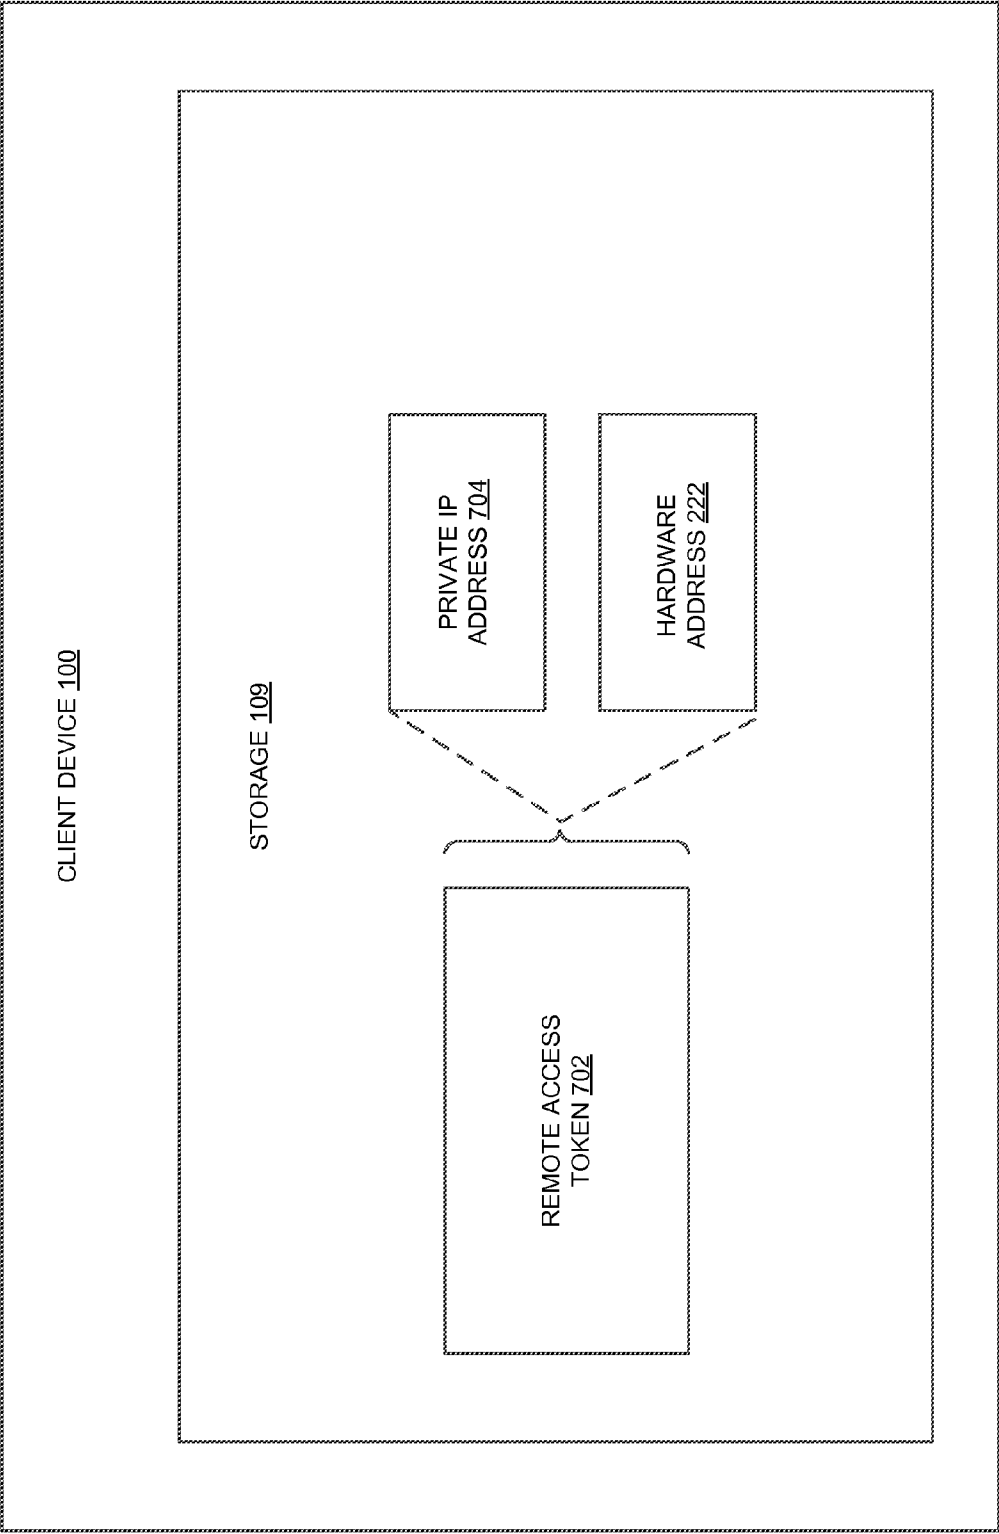 CLIENT DEVICE 100
STORAGE 109
REMOTE ACCESS
TOKEN 702
PRIVATE IP
ADDRESS 704
HARDWARE
ADDRESS 222